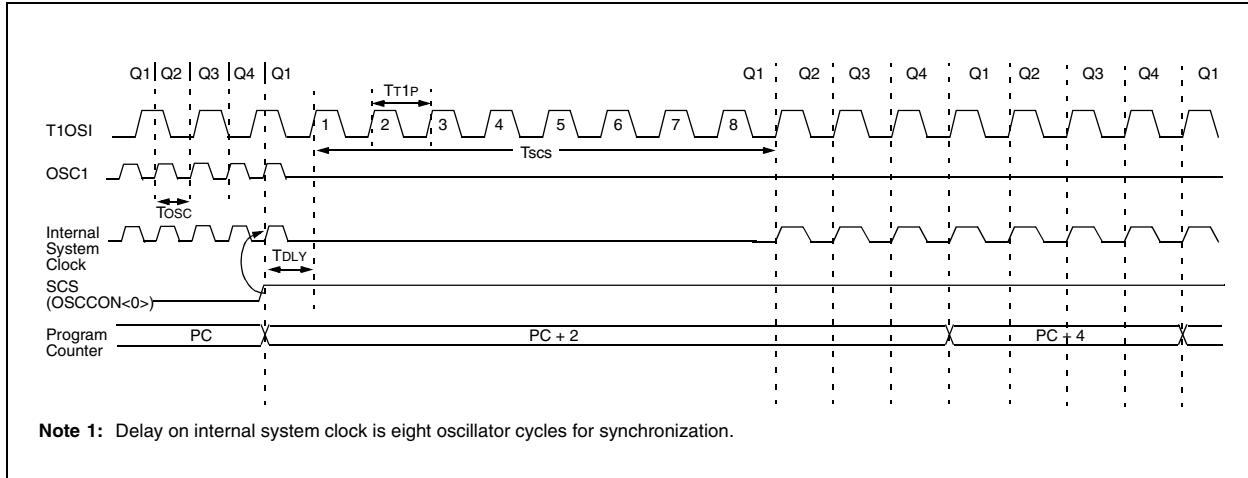 Q1 Q2 Q3 Q4 Q1 Q1 Q2 Q3 Q4 Q1 Q2 Q3 Q4 Q1
TT1P
T1OSI 1 2 3 4 5 6 7 8
TSCS
OSC1
TOSC
Internal
System
Clock
TDLY
SCS
(OSCCON<0>)
Program
Counter
PC PC + 2 PC + 4
Note 1: Delay on internal system clock is eight oscillator cycles for synchronization.